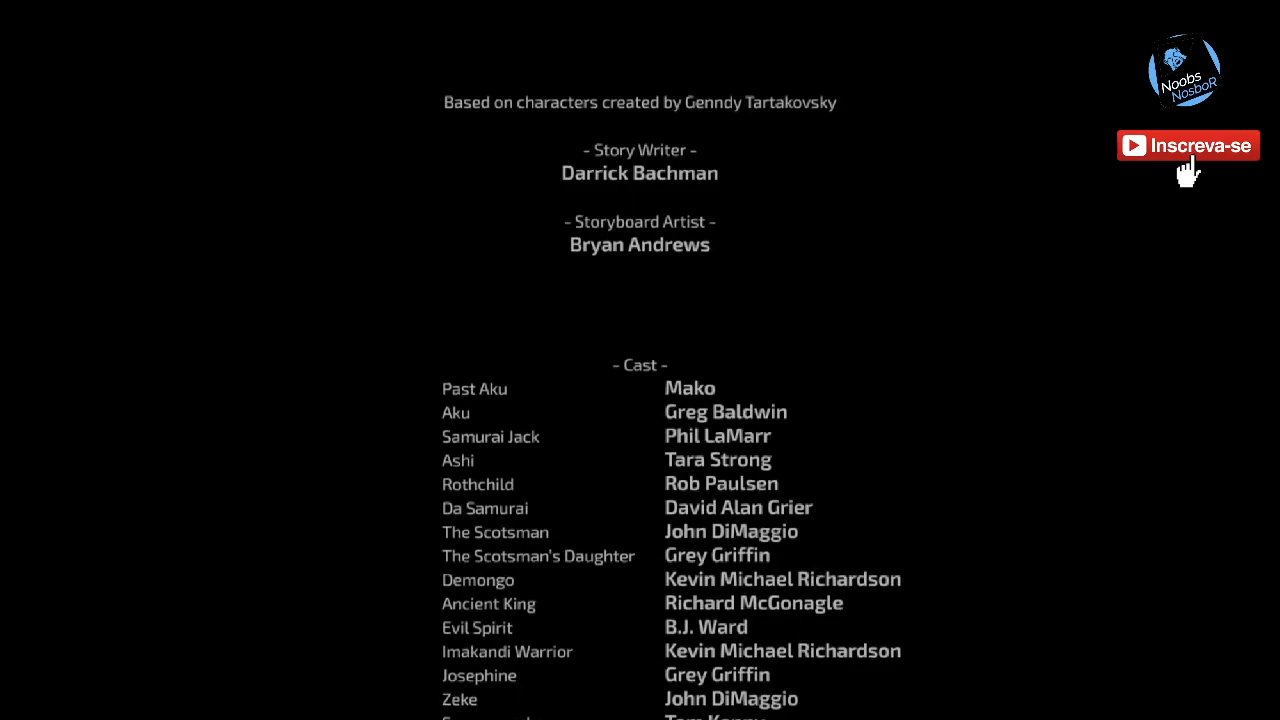 Noobs
NosboR
Based on characters created by Genndy Tartakovsky
Inscreva-se
- Story Writer -
Darrick Bachman
- Storyboard Artist -
Bryan Andrews
- Cast -
Past Aku Mako
Aku Greg Baldwin
Samurai Jack Phil LaMarr
Ashi Tara Strong
Rothchild Rob Paulsen
Da Samurai David Alan Grier
The Scotsman John DiMaggio
The Scotsman's Daughter Grey Griffin
Demongo Kevin Michael Richardson
Ancient King Richard McGonagle
Evil Spirit B.J. Ward
Imakandi Warrior Kevin Michael Richardson
Josephine Grey Griffin
Zeke John DiMaggio
Tom Kenny